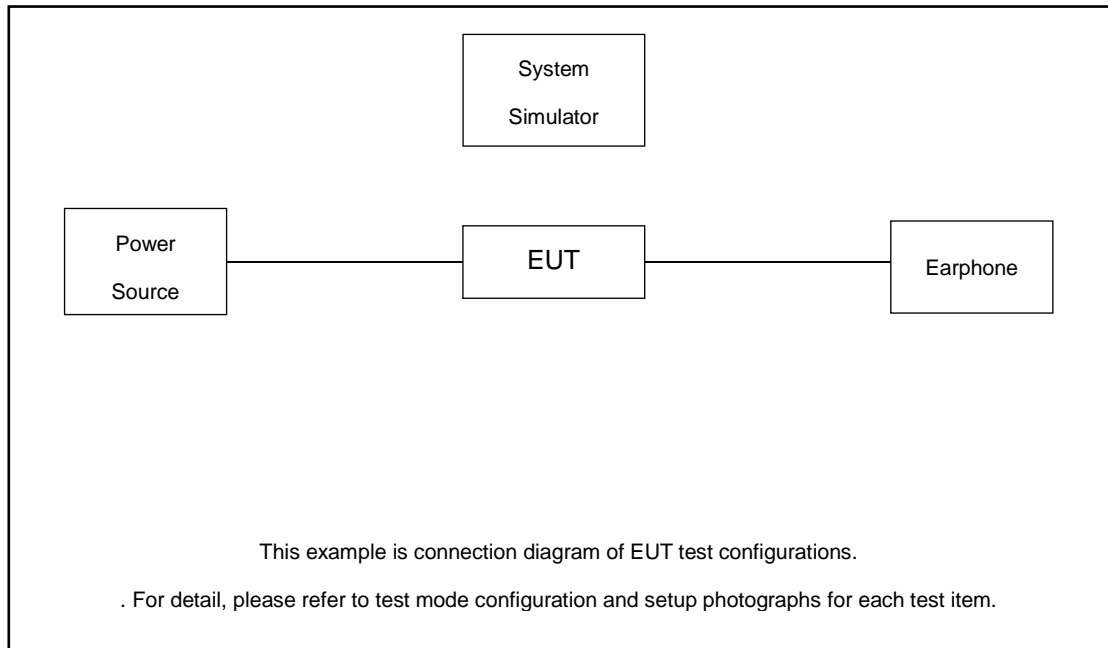 System
Simulator
Power
Source
EUT
Earphone
This example is connection diagram of EUT test configurations.
. For detail, please refer to test mode configuration and setup photographs for each test item.